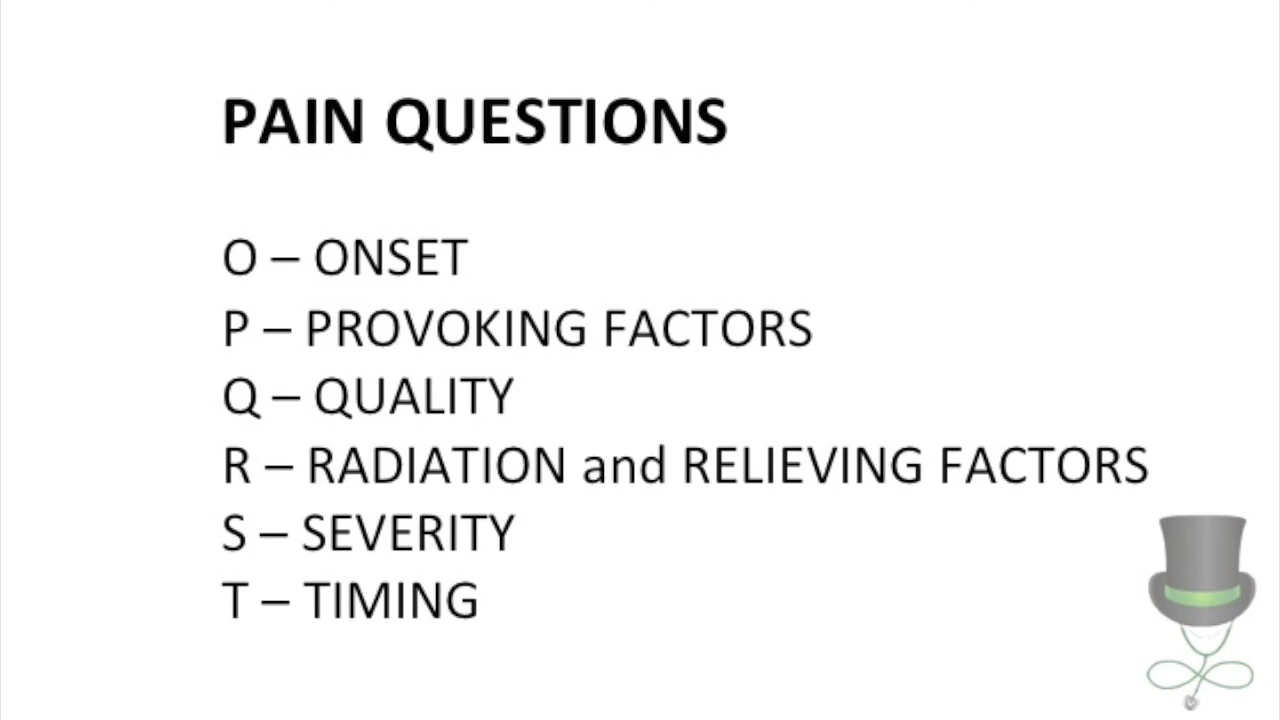 PAIN QUESTIONS
O – ONSET
P – PROVOKING FACTORS
Q – QUALITY
R – RADIATION and RELIEVING FACTORS
S – SEVERITY
T – TIMING